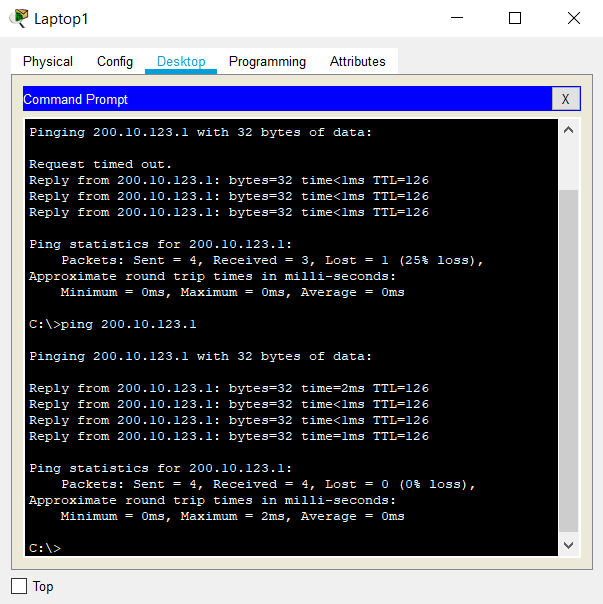 Laptop1
Physical Config Desktop Programming Attributes
Command Prompt X
Pinging 200.10.123.1 with 32 bytes of data:
Request timed out.
Reply from 200.10.123.1: bytes=32 time<1ms TTL=126
Reply from 200.10.123.1: bytes=32 time<1ms TTL=126
Reply from 200.10.123.1: bytes=32 time<1ms TTL=126
Ping statistics for 200.10.123.1:
Packets: Sent = 4, Received = 3, Lost = 1 (25% loss),
Approximate round trip times in milli-seconds:
Minimum = 0ms, Maximum = 0ms, Average = 0ms
C:\>ping 200.10.123.1
Pinging 200.10.123.1 with 32 bytes of data:
Reply from 200.10.123.1: bytes=32 time=2ms TTL=126
Reply from 200.10.123.1: bytes=32 time<1ms TTL=126
Reply from 200.10.123.1: bytes=32 time<1ms TTL=126
Reply from 200.10.123.1: bytes=32 time=1ms TTL=126
Ping statistics for 200.10.123.1:
Packets: Sent = 4, Received = 4, Lost = 0 (0% loss),
Approximate round trip times in milli-seconds:
Minimum = 0ms, Maximum = 2ms, Average = 0ms
C:\>
Top